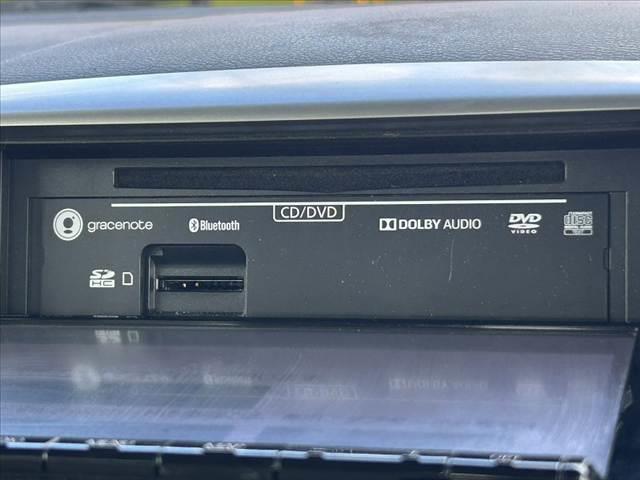 CD/DVD
gracenote
Bluetooth
DOLBY AUDIO
DVD
VIDEO
disc
SD
HC